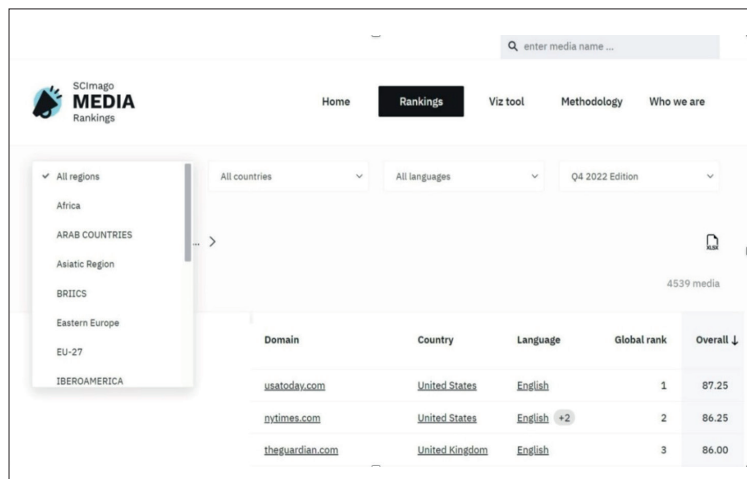 enter media name ...
SCImago
MEDIA
Rankings
Home Rankings Viz tool Methodology Who we are
All regions
All countries
All languages
Q4 2022 Edition
Africa
ARAB COUNTRIES
...
XLSX
Asiatic Region
4539 media
BRIICS
Eastern Europe
EU-27
IBEROAMERICA
Domain Country Language Global rank Overall ↓
usatoday.com United States English 1 87.25
nytimes.com United States English +2 2 86.25
theguardian.com United Kingdom English 3 86.00